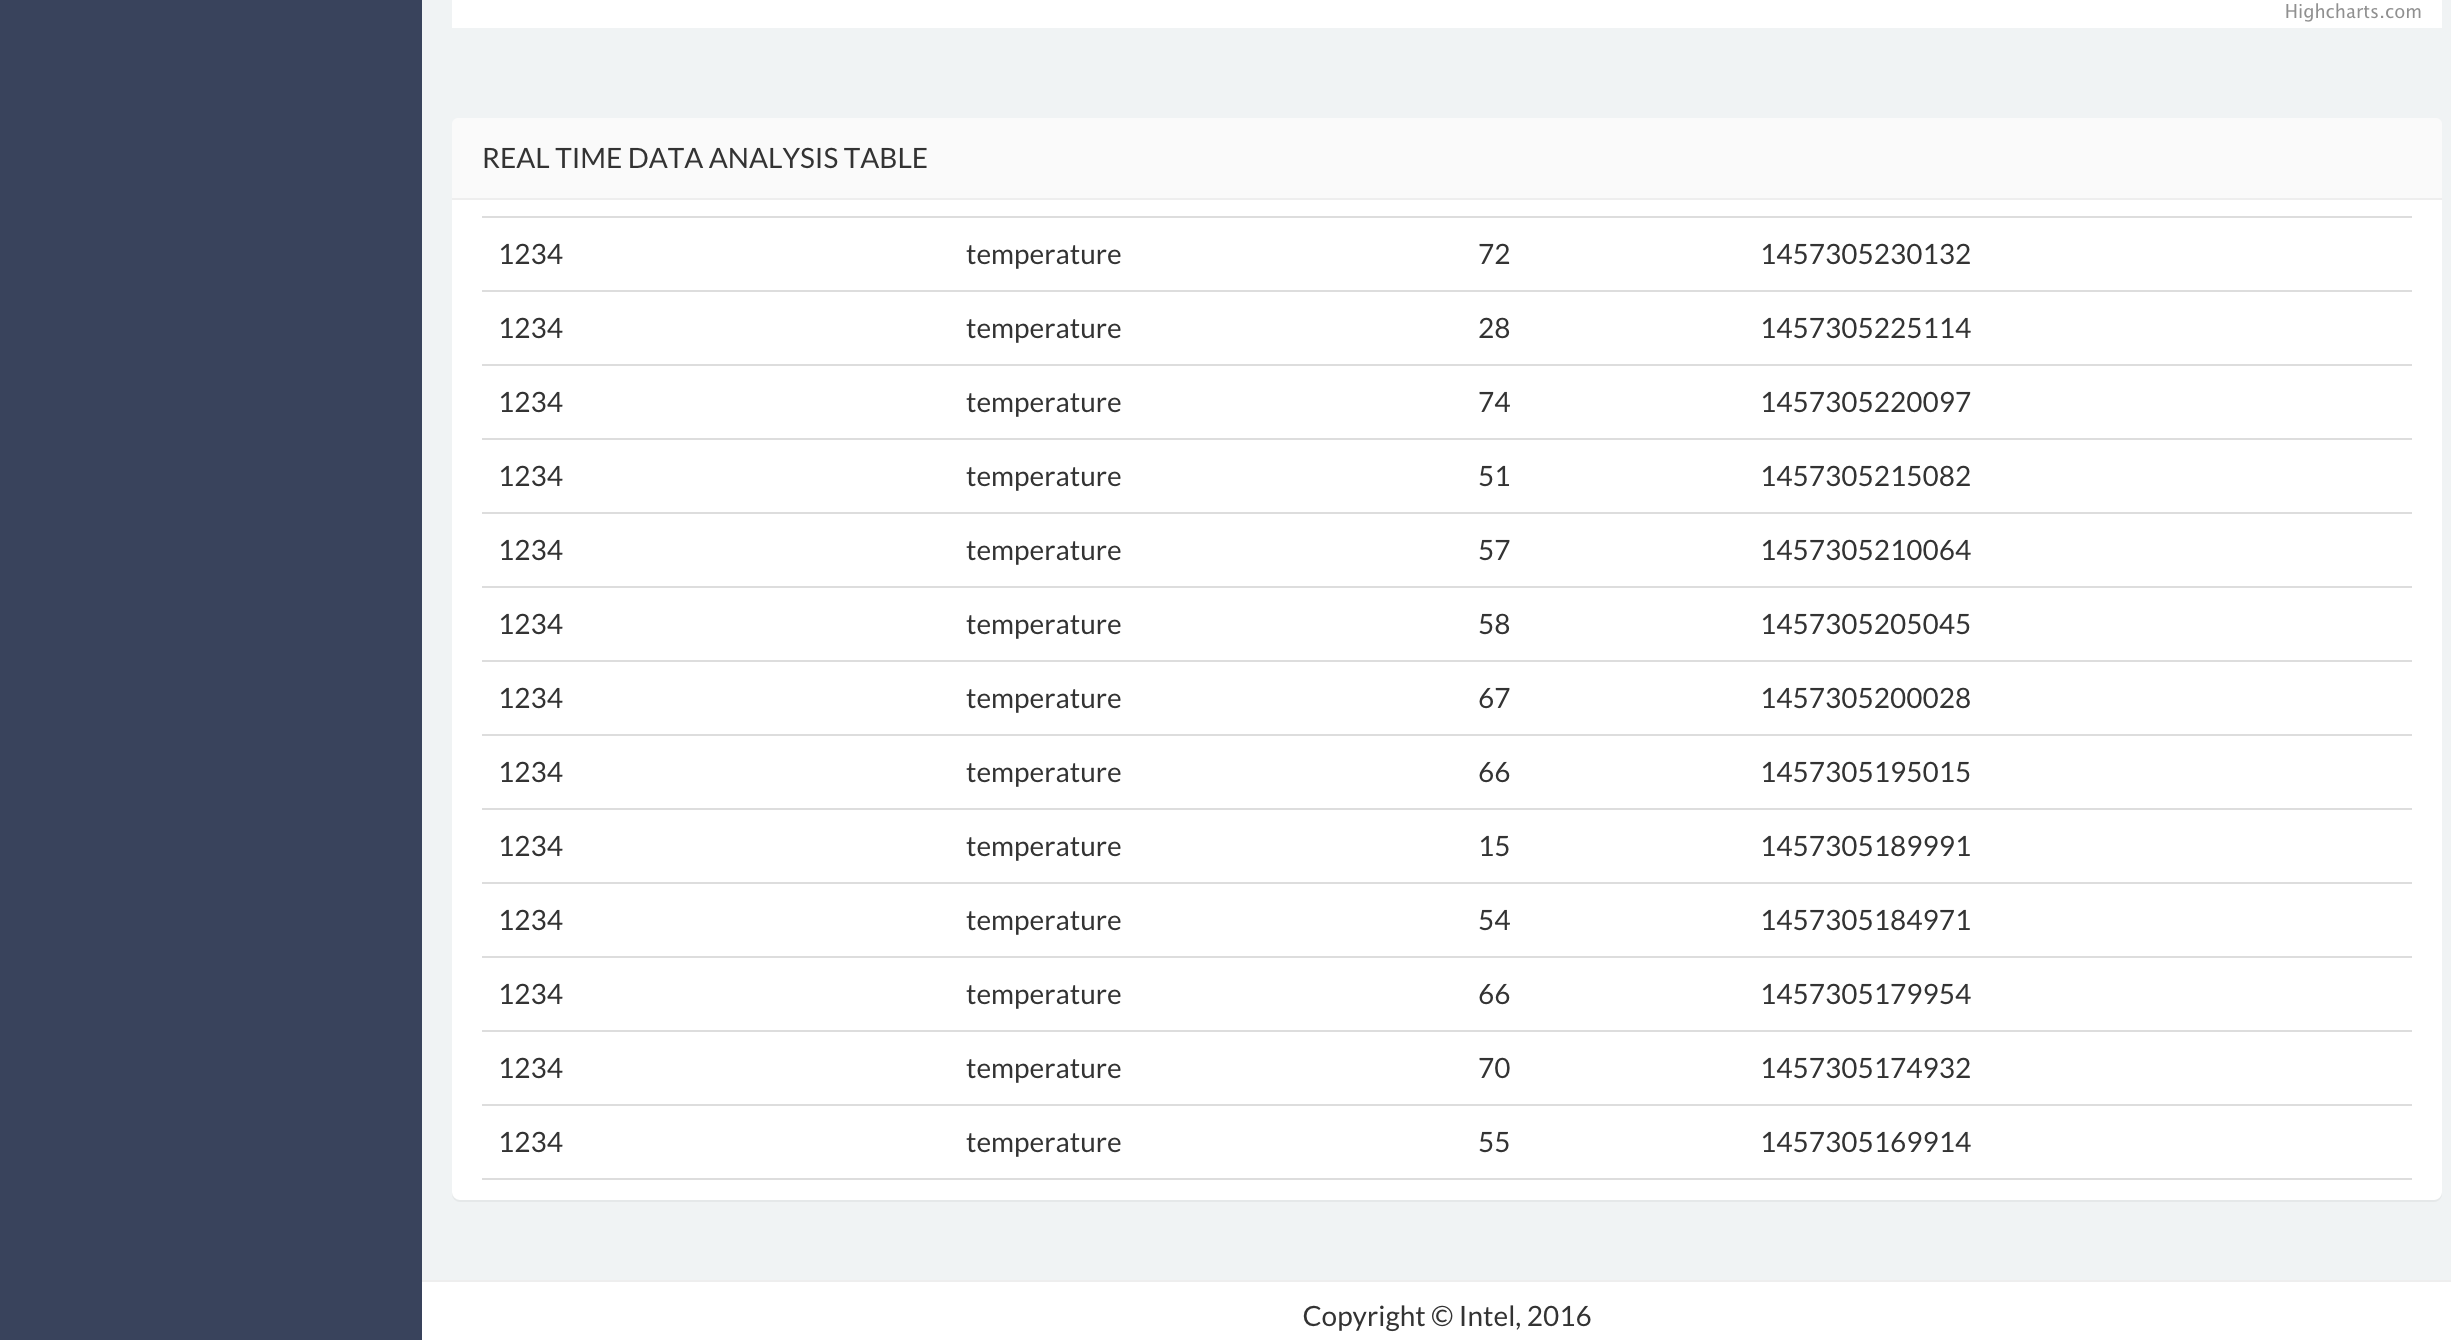 Highcharts.com
REAL TIME DATA ANALYSIS TABLE
1234 temperature 72 1457305230132
1234 temperature 28 1457305225114
1234 temperature 74 1457305220097
1234 temperature 51 1457305215082
1234 temperature 57 1457305210064
1234 temperature 58 1457305205045
1234 temperature 67 1457305200028
1234 temperature 66 1457305195015
1234 temperature 15 1457305189991
1234 temperature 54 1457305184971
1234 temperature 66 1457305179954
1234 temperature 70 1457305174932
1234 temperature 55 1457305169914
Copyright © Intel, 2016